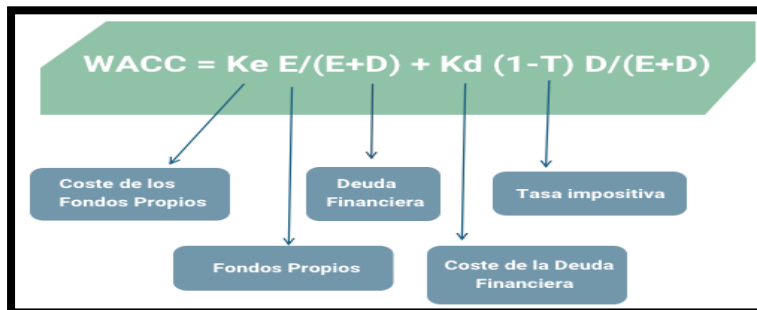 WACC = Ke E/(E+D) + Kd (1-T) D/(E+D)
Coste de los
Fondos Propios
Deuda
Financiera
Tasa impositiva
Fondos Propios
Coste de la Deuda
Financiera